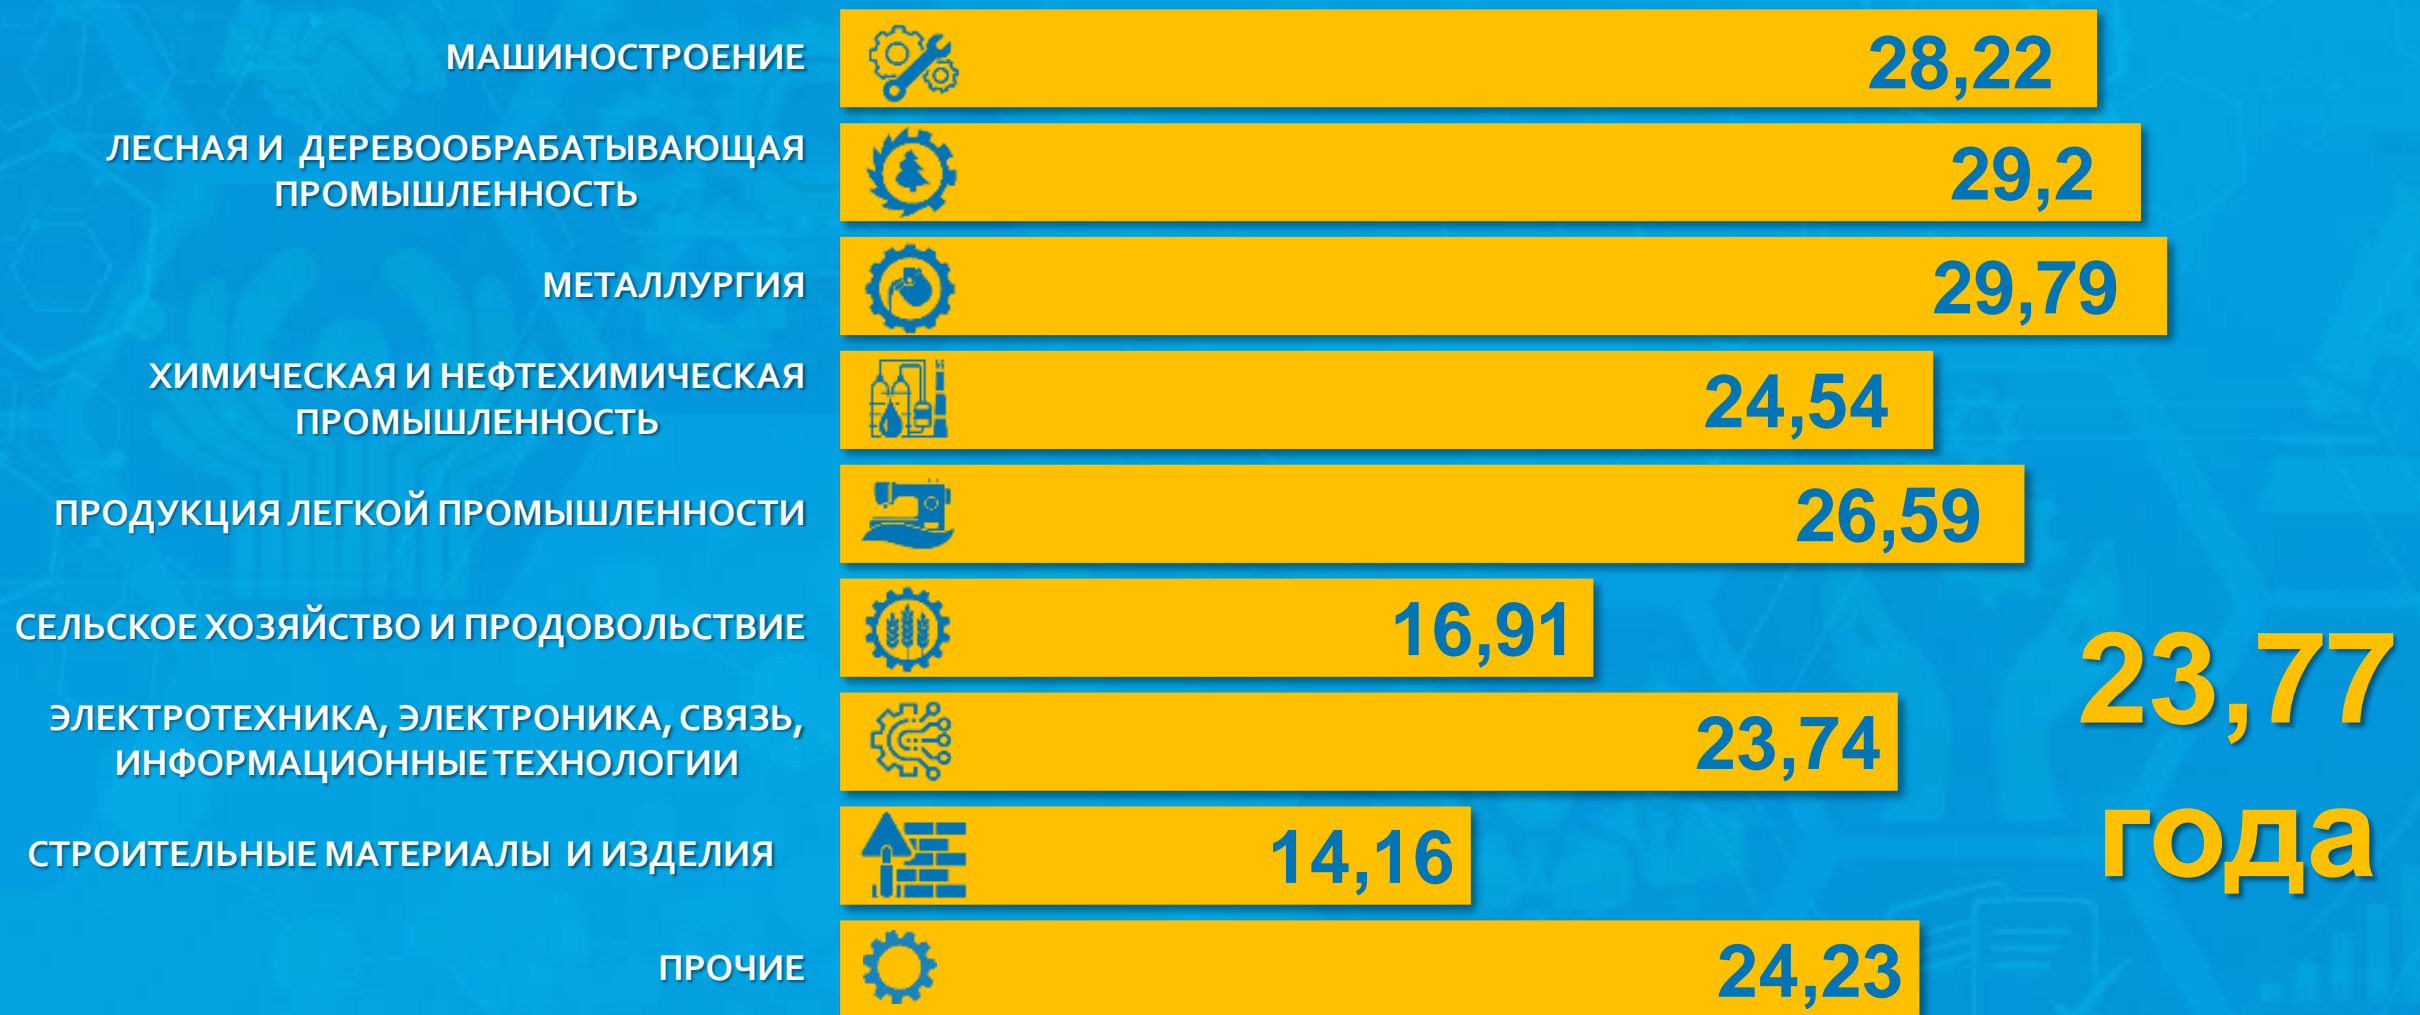 МАШИНОСТРОЕНИЕ
28,22
ЛЕСНАЯ И ДЕРЕВООБРАБАТЫВАЮЩАЯ
ПРОМЫШЛЕННОСТЬ
29,2
МЕТАЛЛУРГИЯ
29,79
ХИМИЧЕСКАЯ И НЕФТЕХИМИЧЕСКАЯ
ПРОМЫШЛЕННОСТЬ
24,54
ПРОДУКЦИЯ ЛЕГКОЙ ПРОМЫШЛЕННОСТИ
26,59
СЕЛЬСКОЕ ХОЗЯЙСТВО И ПРОДОВОЛЬСТВИЕ
16,91
ЭЛЕКТРОТЕХНИКА, ЭЛЕКТРОНИКА, СВЯЗЬ,
ИНФОРМАЦИОННЫЕ ТЕХНОЛОГИИ
23,74
СТРОИТЕЛЬНЫЕ МАТЕРИАЛЫ И ИЗДЕЛИЯ
14,16
ПРОЧИЕ
24,23
23,77
года